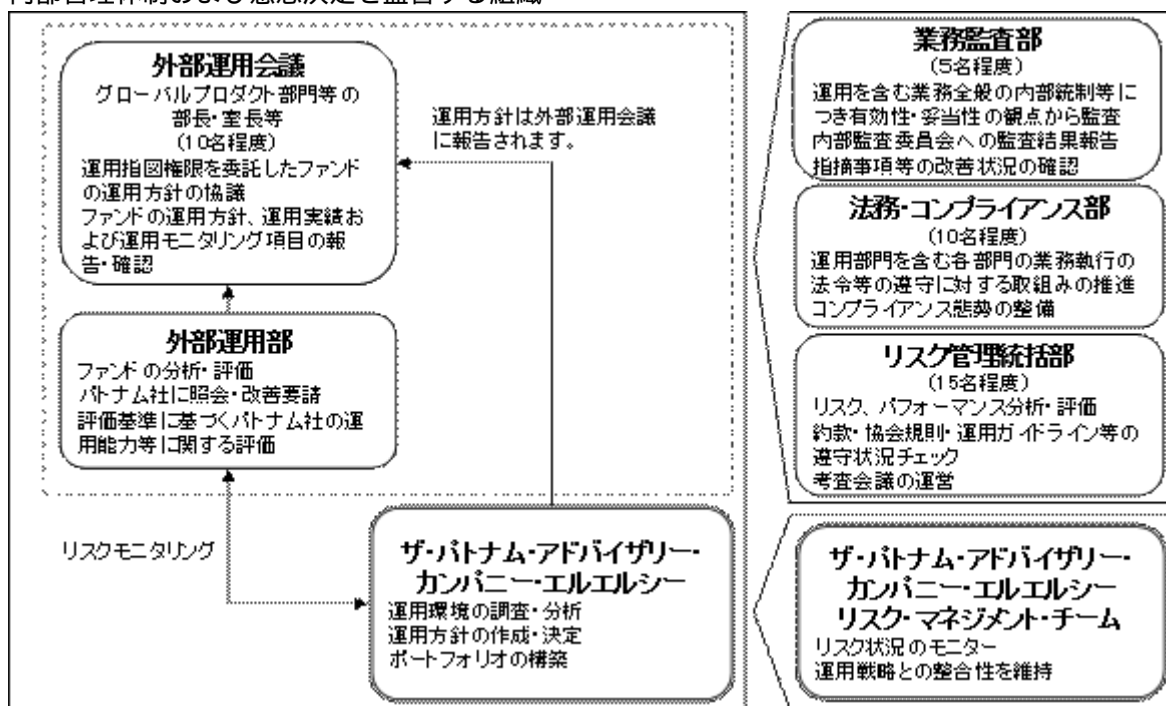 外部運用会議
グローバルプロダクト部門等の
部長・室長等
(10名程度)
運用指図権限を委託したファンド
の運用方針の協議
ファンドの運用方針、運用実績お
よび運用モニタリング項目の報
告・確認
運用方針は外部運用会議
に報告されます。
外部運用部
ファンドの分析・評価
パトナム社に照会・改善要請
評価基準に基づくパトナム社の運
用能力等に関する評価
リスクモニタリング
ザ・パトナム・アドバイザリー・
カンパニー・エルエルシー
運用環境の調査・分析
運用方針の作成・決定
ポートフォリオの構築
業務監査部
(5名程度)
運用を含む業務全般の内部統制等に
つき有効性・妥当性の観点から監査
内部監査委員会への監査結果報告
指摘事項等の改善状況の確認
法務・コンプライアンス部
(10名程度)
運用部門を含む各部門の業務執行の
法令等の遵守に対する取組みの推進
コンプライアンス態勢の整備
リスク管理統括部
(15名程度)
リスク、パフォーマンス分析・評価
約款・協会規則・運用ガイドライン等の
遵守状況チェック
考査会議の運営
ザ・パトナム・アドバイザリー・
カンパニー・エルエルシー
リスク・マネジメント・チーム
リスク状況のモニター
運用戦略との整合性を維持